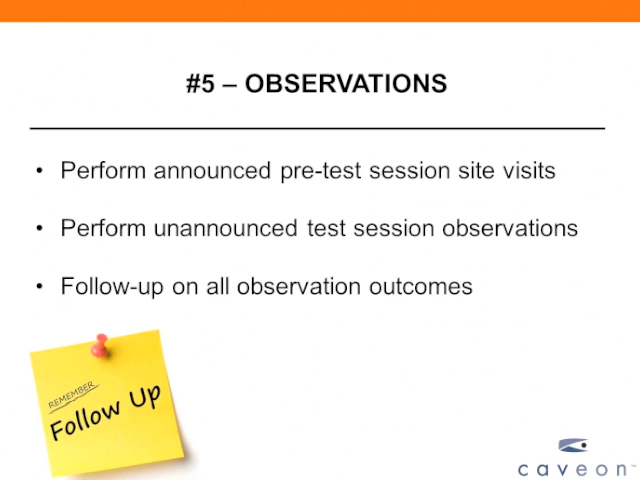 #5 – OBSERVATIONS
• Perform announced pre-test session site visits
• Perform unannounced test session observations
• Follow-up on all observation outcomes
REMEMBER
Follow Up
caveon™